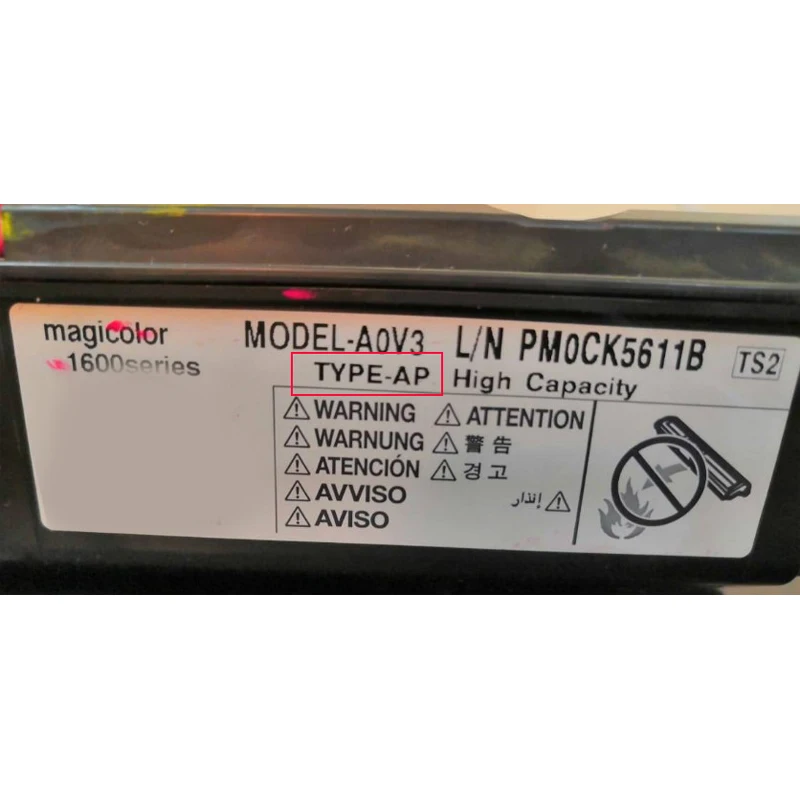 magicolor
1600series
MODEL-A0V3 L/N PM0CK5611B TS2
TYPE-AP High Capacity
⚠ WARNING ⚠ ATTENTION
⚠ WARNUNG ⚠ 警告
⚠ ATENCIÓN ⚠ 경고
⚠ AVVISO
إنذار ⚠
⚠ AVISO